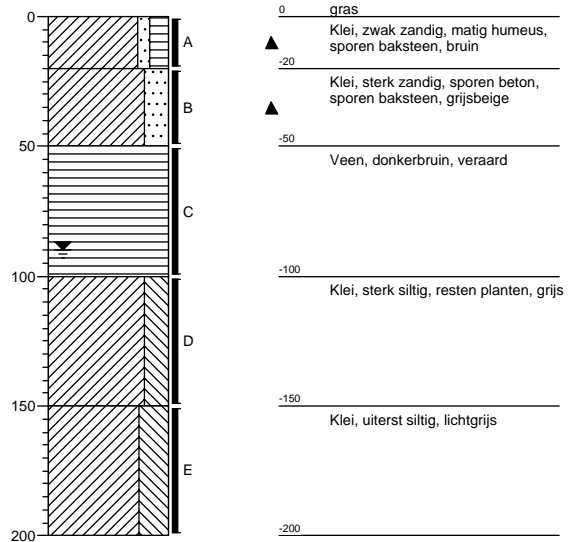 0
50
100
150
200
A
B
C
D
E
0
gras
Klei, zwak zandig, matig humeus,
sporen baksteen, bruin
-20
Klei, sterk zandig, sporen beton,
sporen baksteen, grijsbeige
-50
Veen, donkerbruin, veraard
-100
Klei, sterk siltig, resten planten, grijs
-150
Klei, uiterst siltig, lichtgrijs
-200